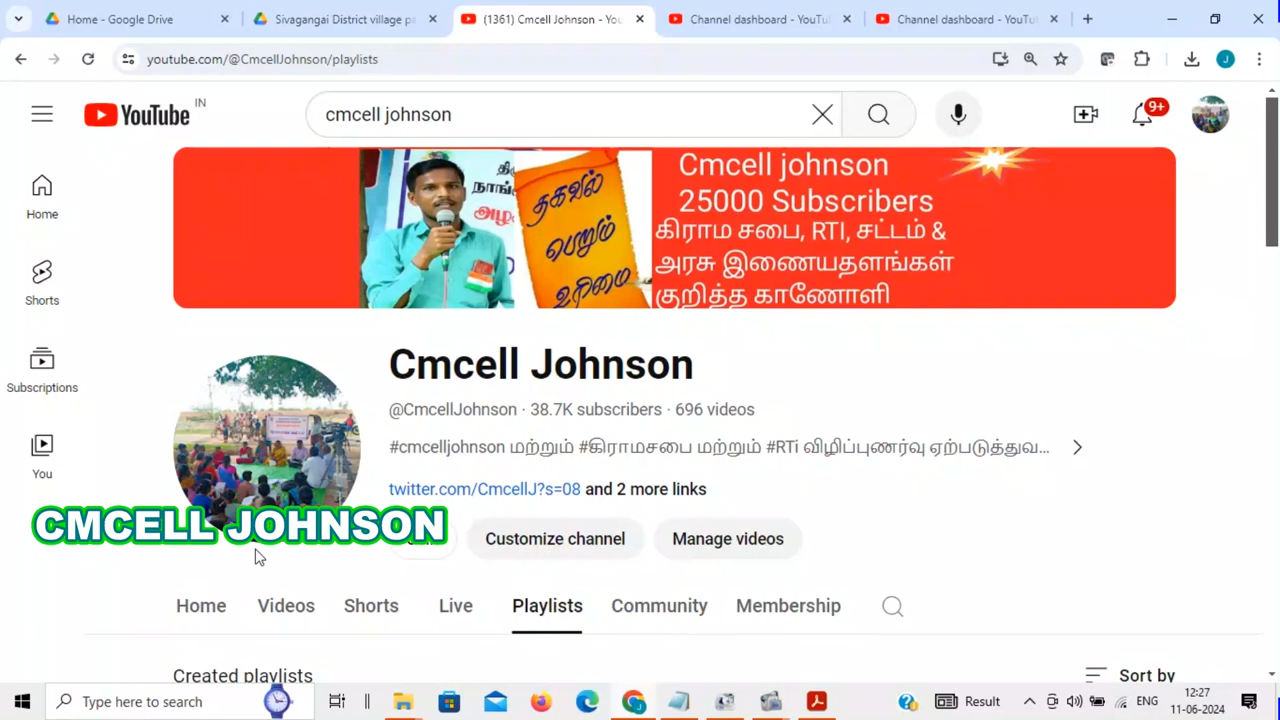 Home - Google Drive
Sivagangai District village pa
(1361) Cmcell Johnson - You
Channel dashboard - YouTu
Channel dashboard - YouTu
youtube.com/@CmcellJohnson/playlists
J
YouTube IN
cmcell johnson
9+
Cmcell johnson
25000 Subscribers
கிராம சபை, RTI, சட்டம் &
அரசு இணையதளங்கள்
குறித்த காணோளி
தகவல்
பெறும்
உரிமை
Home
Shorts
Subscriptions
You
Cmcell Johnson
@CmcellJohnson · 38.7K subscribers · 696 videos
#cmcelljohnson மற்றும் #கிராமசபை மற்றும் #RTi விழிப்புணர்வு ஏற்படுத்துவ...
twitter.com/CmcellJ?s=08 and 2 more links
CMCELL JOHNSON
Customize channel
Manage videos
Home
Videos
Shorts
Live
Playlists
Community
Membership
Created playlists
Sort by
Type here to search
Result
ENG
12:27
11-06-2024